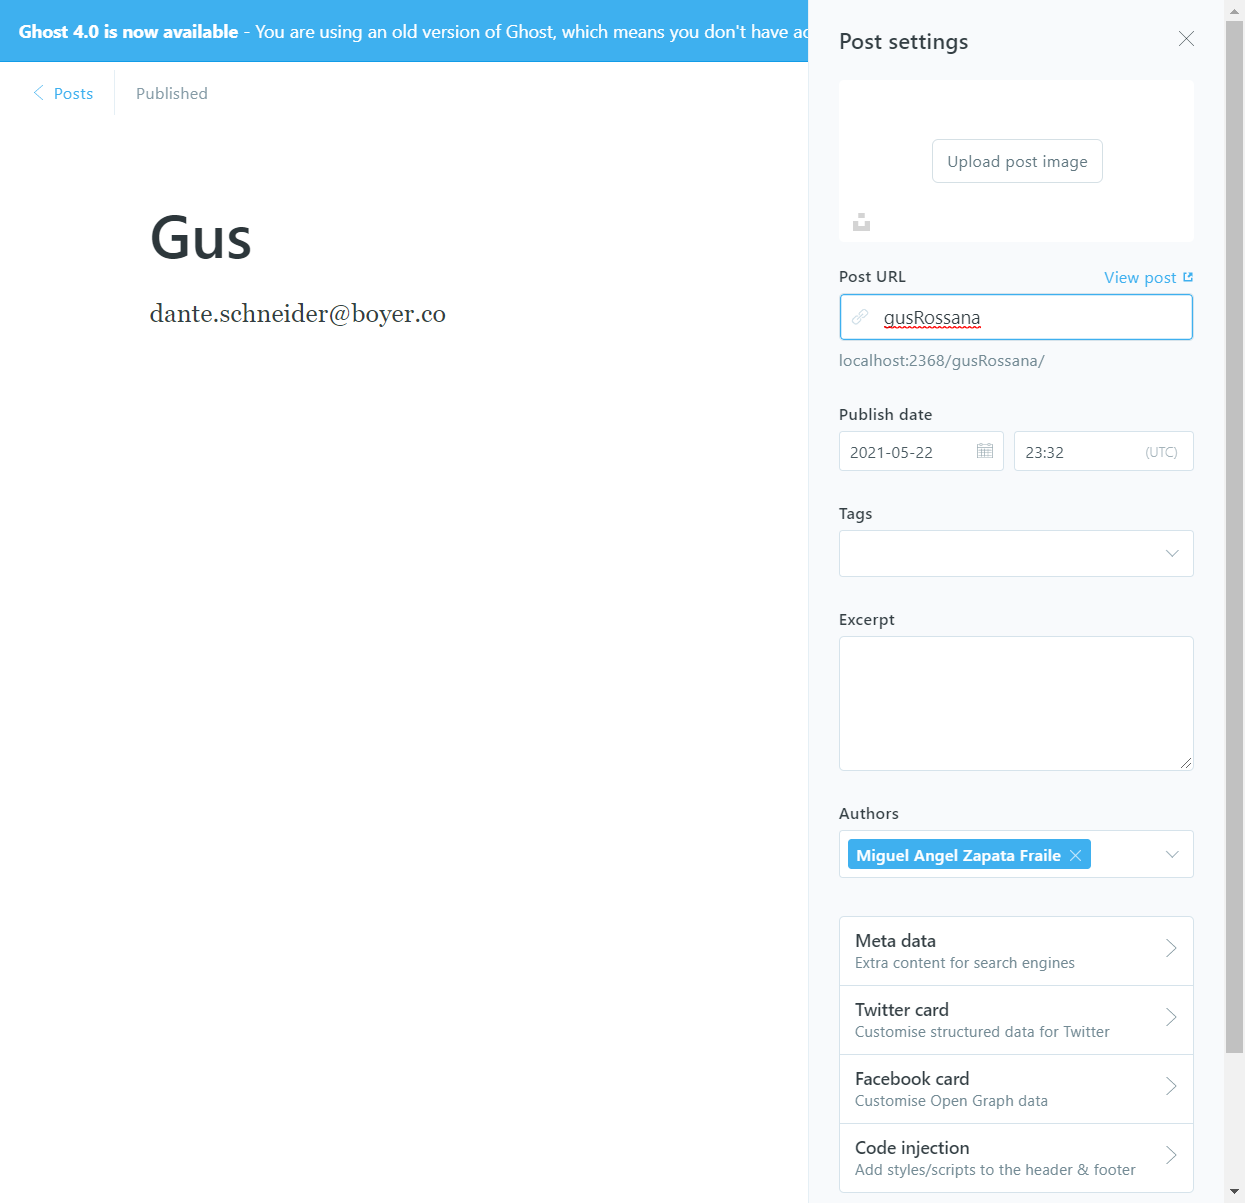 Ghost 4.0 is now available - You are using an old version of Ghost, which means you don't have
Posts
Published
Gus
dante.schneider@boyer.co
Post settings
Upload post image
Post URL
View post
gusRossana
localhost:2368/gusRossana/
Publish date
2021-05-22
23:32
(UTC)
Tags
Excerpt
Authors
Miguel Angel Zapata Fraile
Meta data
Extra content for search engines
Twitter card
Customise structured data for Twitter
Facebook card
Customise Open Graph data
Code injection
Add styles/scripts to the header & footer